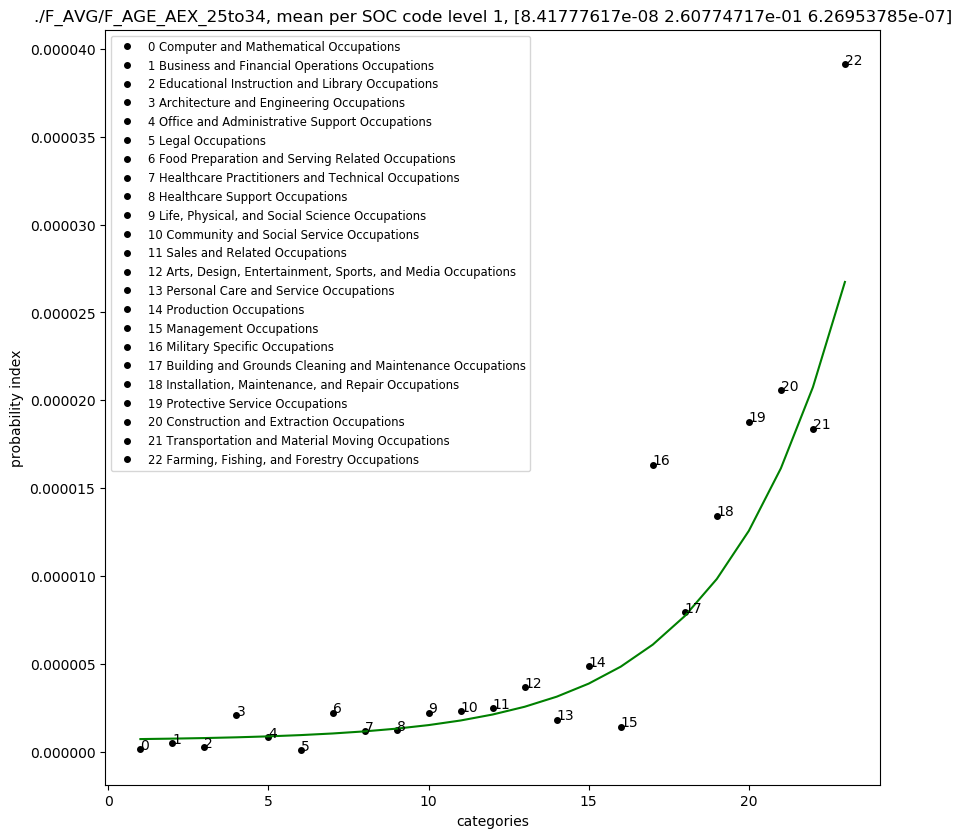 ./F_AVG/F_AGE_AEX_25to34, mean per SOC code level 1, [8.41777617e-08 2.60774717e-01 6.26953785e-07]
0.000040
0.000035
0.000030
0.000025
0.000020
0.000015
0.000010
0.000005
0.000000
probability index
0 Computer and Mathematical Occupations
1 Business and Financial Operations Occupations
2 Educational Instruction and Library Occupations
3 Architecture and Engineering Occupations
4 Office and Administrative Support Occupations
5 Legal Occupations
6 Food Preparation and Serving Related Occupations
7 Healthcare Practitioners and Technical Occupations
8 Healthcare Support Occupations
9 Life, Physical, and Social Science Occupations
10 Community and Social Service Occupations
11 Sales and Related Occupations
12 Arts, Design, Entertainment, Sports, and Media Occupations
13 Personal Care and Service Occupations
14 Production Occupations
15 Management Occupations
16 Military Specific Occupations
17 Building and Grounds Cleaning and Maintenance Occupations
18 Installation, Maintenance, and Repair Occupations
19 Protective Service Occupations
20 Construction and Extraction Occupations
21 Transportation and Material Moving Occupations
22 Farming, Fishing, and Forestry Occupations
0
1
2
3
4
5
6
7
8
9
10
11
12
13
14
15
16
17
18
19
20
21
22
0
5
10
15
20
categories